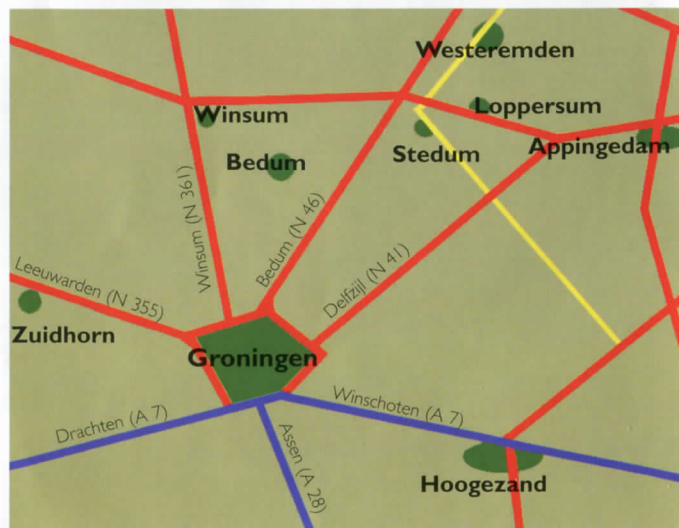 Westeremden
Winsum
Loppersum
Bedum
Stedum
Appingedam
Winsum (N 361)
Bedum (N 46)
Delfzijl (N 41)
Leeuwarden (N 355)
Zuidhorn
Groningen
Drachten (A 7)
Winschoten (A 7)
Assen (A 28)
Hoogezand